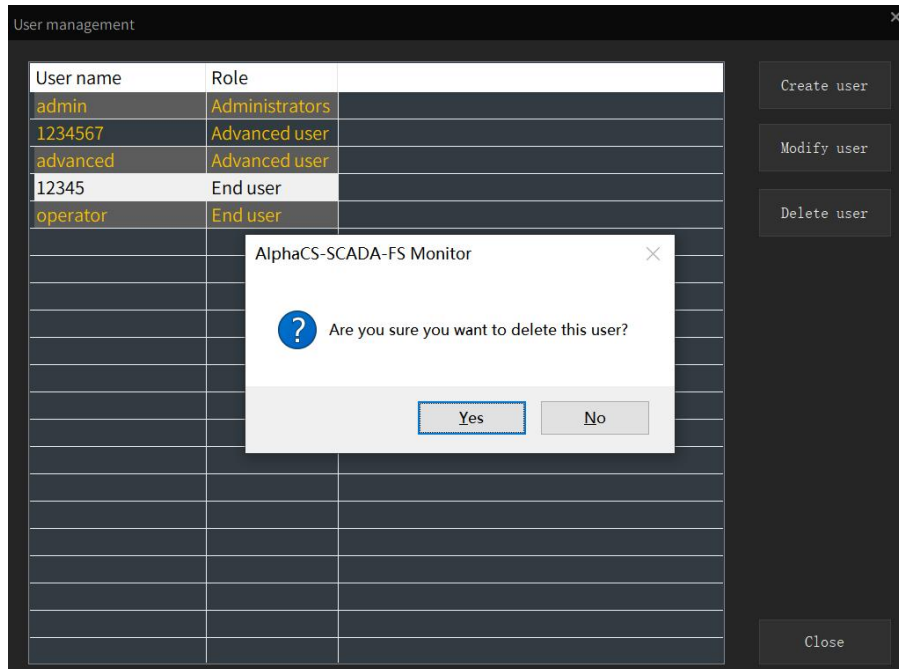 User management
User name Role
admin Administrators
1234567 Advanced user
advanced Advanced user
12345 End user
operator End user
Create user
Modify user
Delete user
AlphaCS-SCADA-FS Monitor
Are you sure you want to delete this user?
Yes No
Close